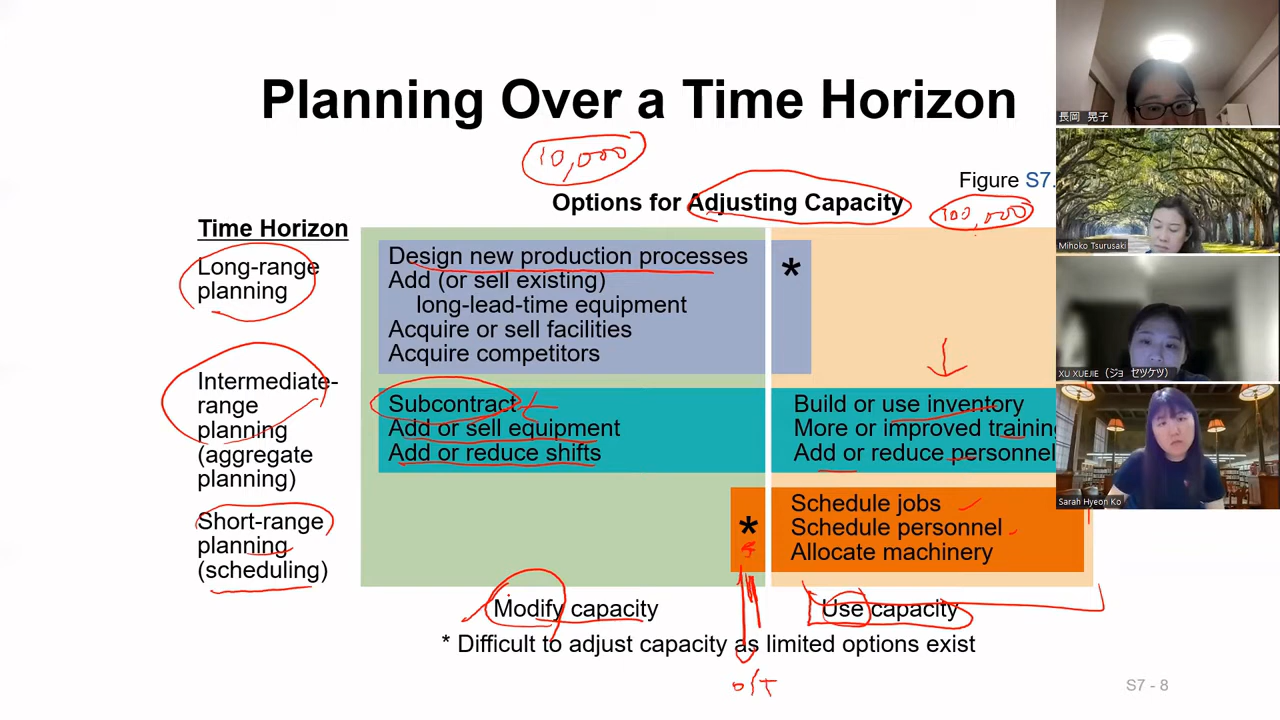 Planning Over a Time Horizon
10,000
Figure S7.
Options for Adjusting Capacity
100,000
Time Horizon
Long-range
planning
Design new production processes
Add (or sell existing)
long-lead-time equipment
Acquire or sell facilities
Acquire competitors
*
Intermediate-
range
planning
(aggregate
planning)
Subcontract
Add or sell equipment
Add or reduce shifts
Build or use inventory
More or improved training
Add or reduce personnel
Short-range
planning
(scheduling)
*
Schedule jobs
Schedule personnel
Allocate machinery
Modify capacity
Use capacity
* Difficult to adjust capacity as limited options exist
O/T
S7 - 8
長岡 晃子
Mihoko Tsurusaki
XU XUEJIE (ジョ セツケツ)
Sarah Hyeon Ko